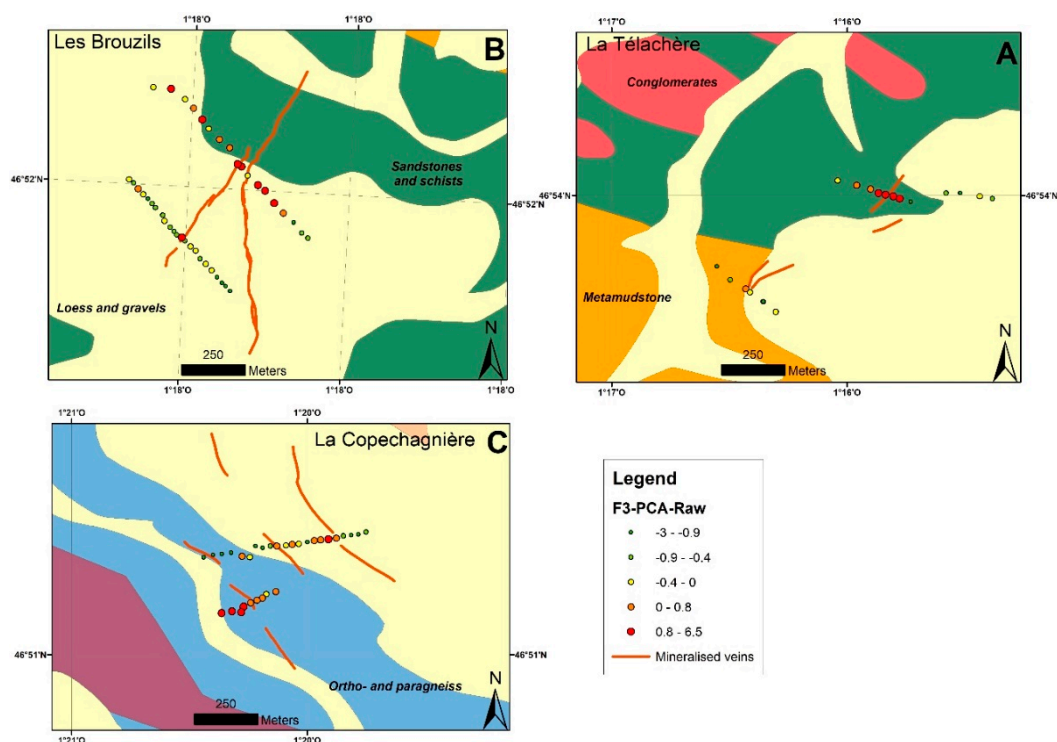 1°18'O
1°18'O
Les Brouzils
B
46°52'N
Sandstones
and schists
46°52'N
Loess and gravels
N
250
Meters
1°18'O
1°18'O
1°18'O
1°17'O
1°16'O
La Télachère
A
Conglomerates
46°54'N
46°54'N
Metamudstone
N
250
Meters
1°17'O
1°16'O
1°21'O
1°20'O
La Copechagnière
C
46°51'N
46°51'N
Ortho- and paragneiss
N
250
Meters
1°21'O
1°20'O
Legend
F3-PCA-Raw
-3 - -0.9
-0.9 - -0.4
-0.4 - 0
0 - 0.8
0.8 - 6.5
Mineralised veins